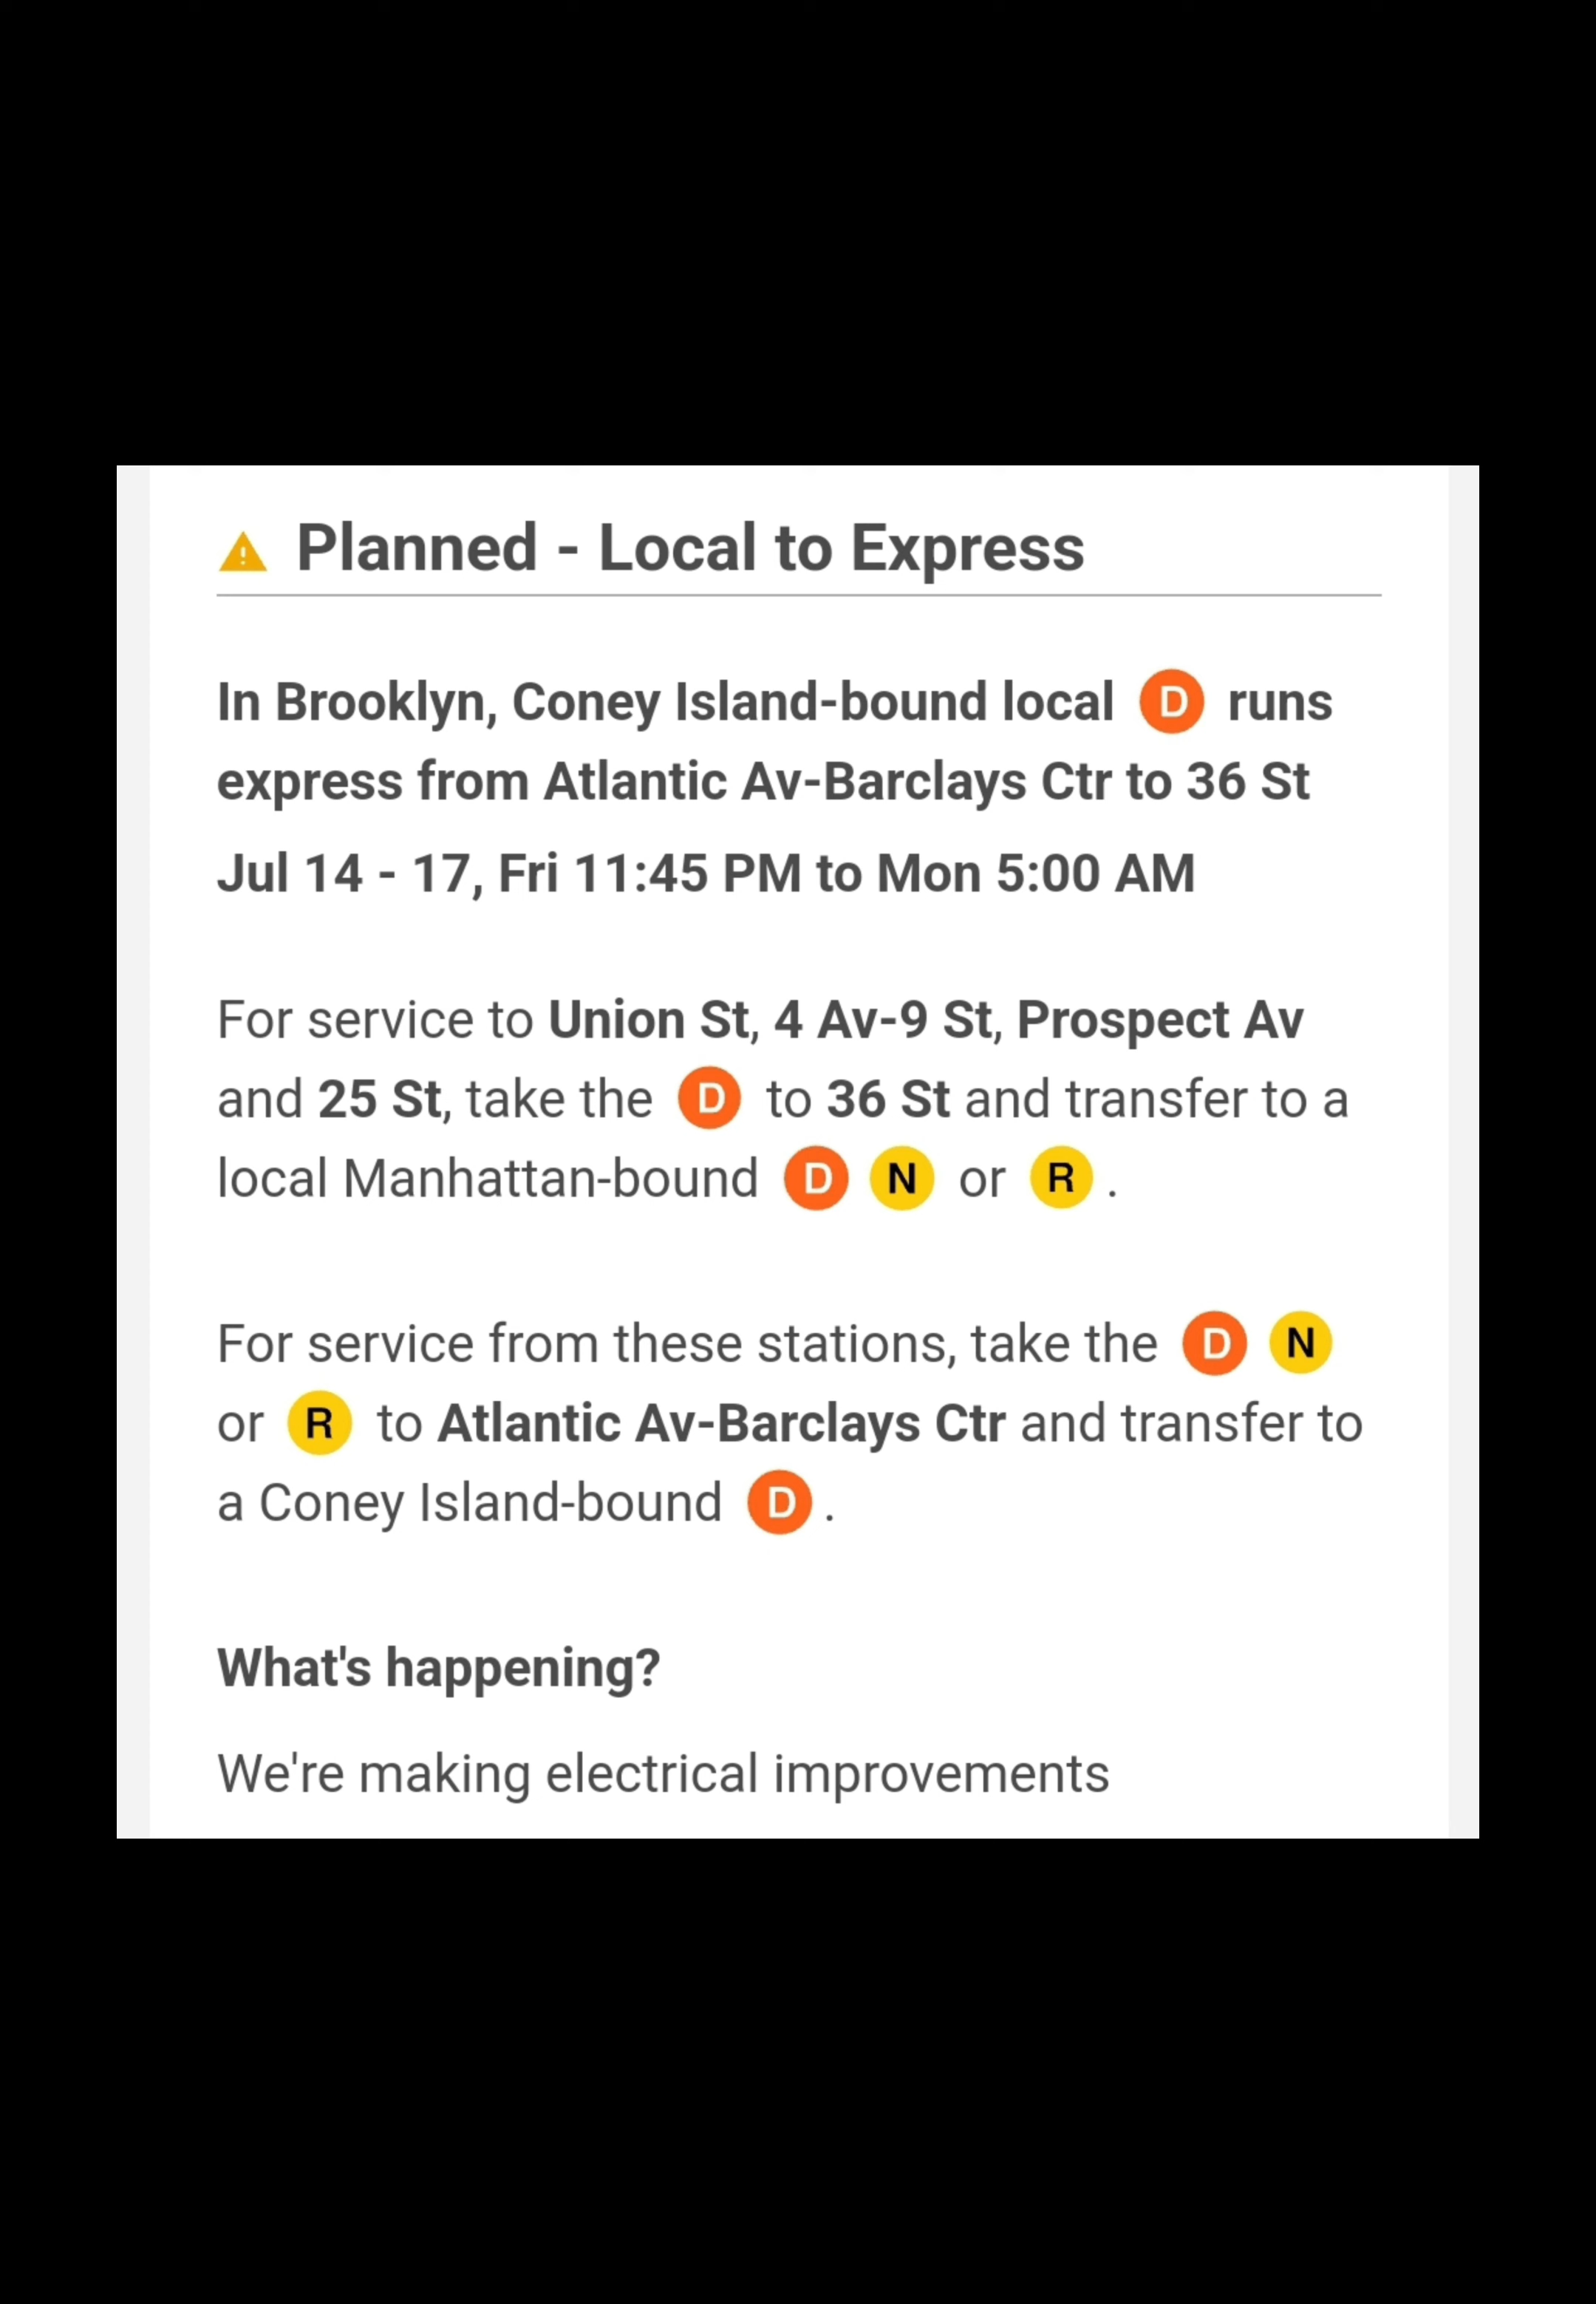 Planned - Local to Express
In Brooklyn, Coney Island-bound local D runs
express from Atlantic Av-Barclays Ctr to 36 St
Jul 14 - 17, Fri 11:45 PM to Mon 5:00 AM
For service to Union St, 4 Av-9 St, Prospect Av
and 25 St, take the D to 36 St and transfer to a
local Manhattan-bound D N or R.
For service from these stations, take the D N
or R to Atlantic Av-Barclays Ctr and transfer to
a Coney Island-bound D.
What's happening?
We're making electrical improvements